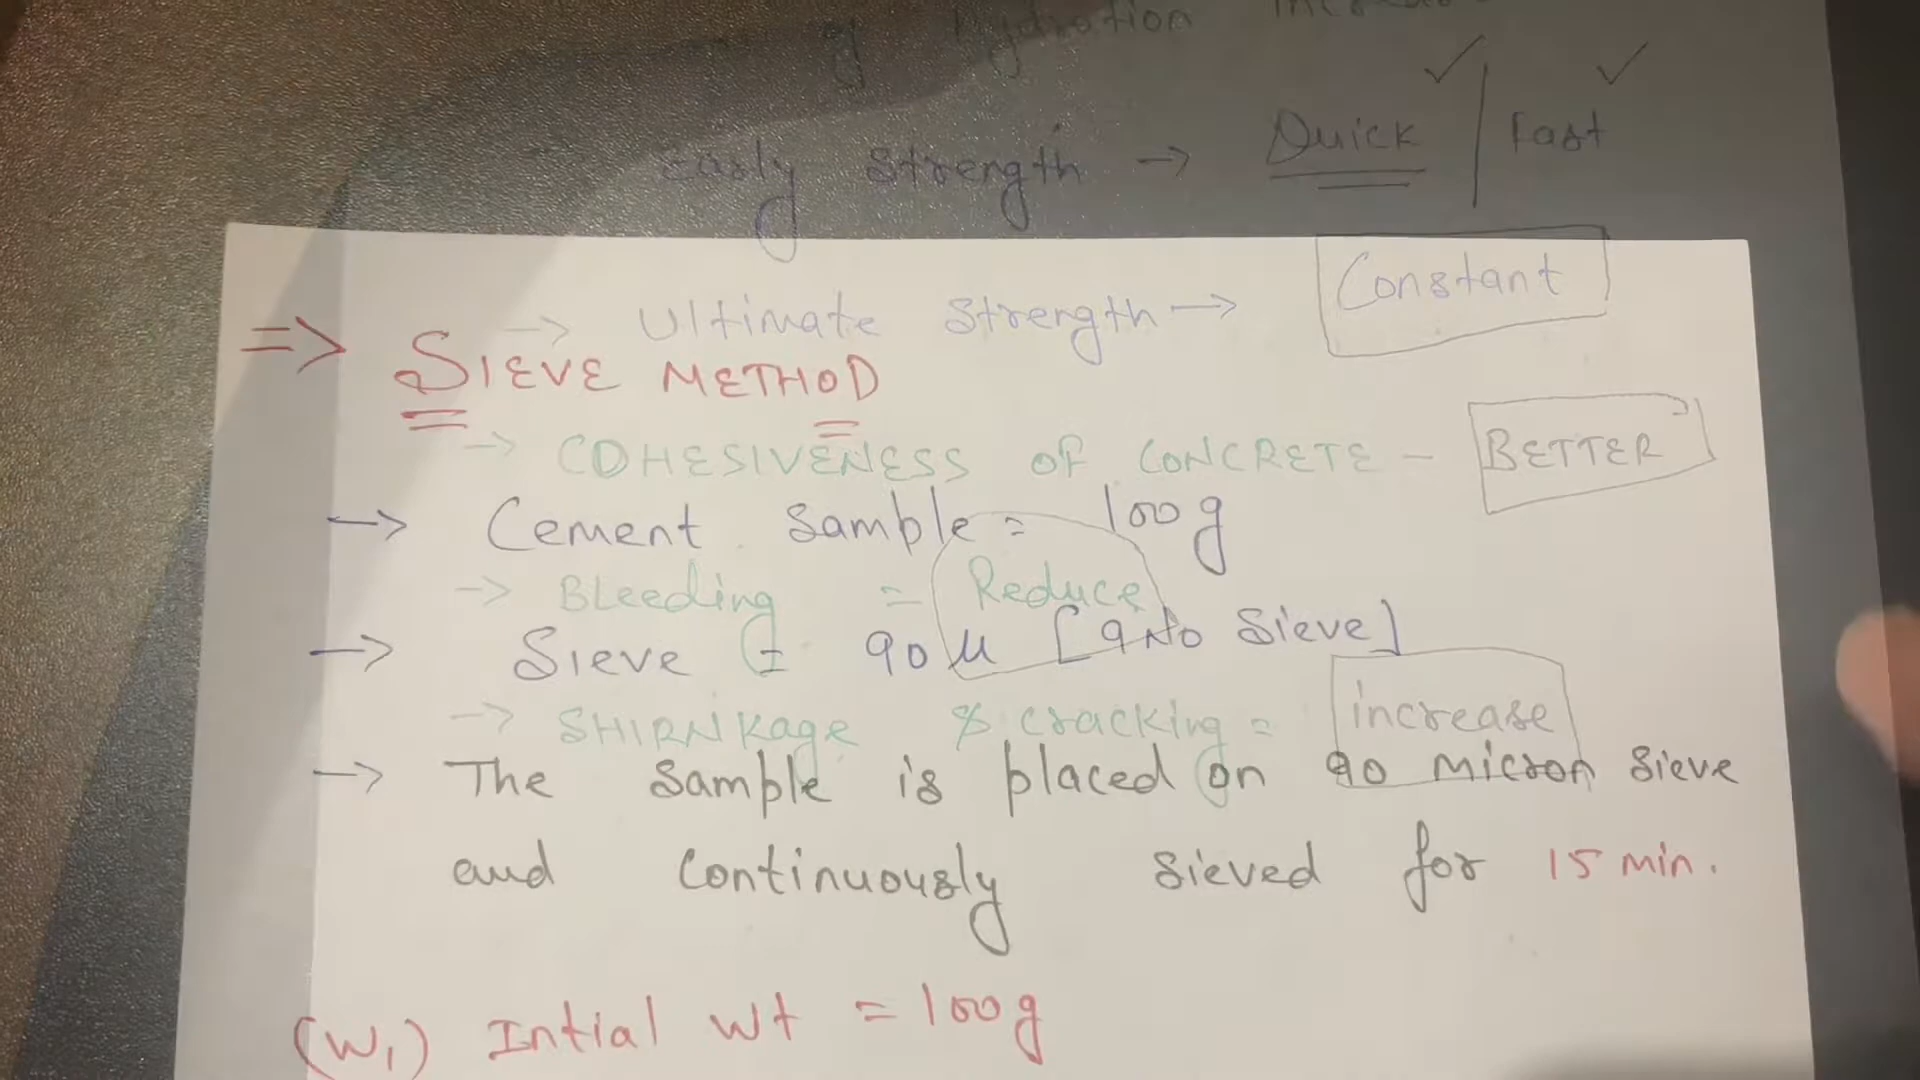 of Hydration
Early Strength → Quick / Fast
→ Ultimate Strength → Constant
=> SIEVE METHOD
→ COHESIVENESS OF CONCRETE - BETTER
→ Cement Sample = 100g
→ Bleeding = Reduce
→ Sieve = 90 μ [9 No Sieve]
→ SHIRNKage & cracking = increase
→ The sample is placed on 90 micron sieve
and continuously sieved for 15 min.
(W1) Intial wt = 100g